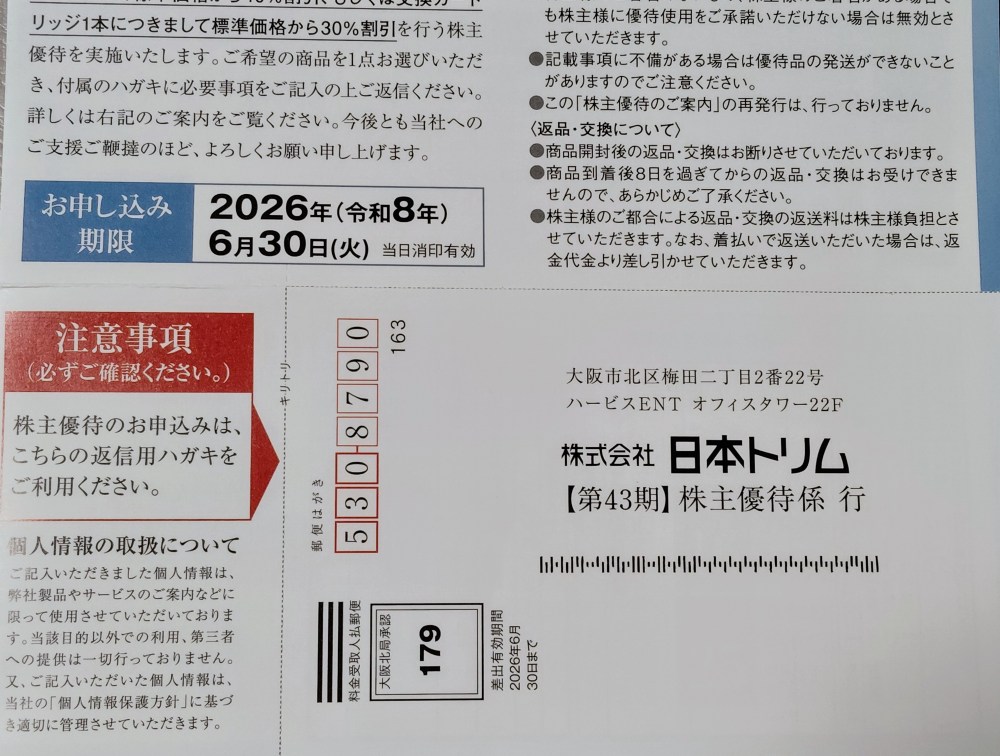 リッジ1本につきまして標準価格から30%割引を行う株主
優待を実施いたします。ご希望の商品を1点お選びいただ
き、付属のハガキに必要事項をご記入の上ご返信ください。
詳しくは右記のご案内をご覧ください。今後とも当社への
ご支援ご鞭撻のほど、よろしくお願い申し上げます。
お申し込み
期限
2026年(令和8年)
6月30日(火) 当日消印有効
も株主様に優待使用をご承諾いただけない場合は無効とさ
せていただきます。
●記載事項に不備がある場合は優待品の発送ができないこと
がありますのでご注意ください。
●この「株主優待のご案内」の再発行は、行っておりません。
〈返品・交換について〉
●商品開封後の返品・交換はお断りさせていただいております。
●商品到着後8日を過ぎてからの返品・交換はお受けできま
せんので、あらかじめご了承ください。
●株主様のご都合による返品・交換の返送料は株主様負担とさ
せていただきます。なお、着払いで返送いただいた場合は、返
金代金より差し引かせていただきます。
注意事項
(必ずご確認ください。)
株主優待のお申込みは、
こちらの返信用ハガキを
ご利用ください。
個人情報の取扱について
ご記入いただきました個人情報は、
弊社製品やサービスのご案内などに
限って使用させていただいておりま
す。当該目的以外での利用、第三者
への提供は一切行っておりません。
又、ご記入いただいた個人情報は、
当社の「個人情報保護方針」に基づ
き適切に管理させていただきます。
キリトリ
郵便はがき
530-8790
163
大阪市北区梅田二丁目2番22号
ハービスENT オフィスタワー22F
株式会社 日本トリム
【第43期】株主優待係 行
料金受取人払郵便
大阪北局承認
179
差出有効期間
2026年6月
30日まで